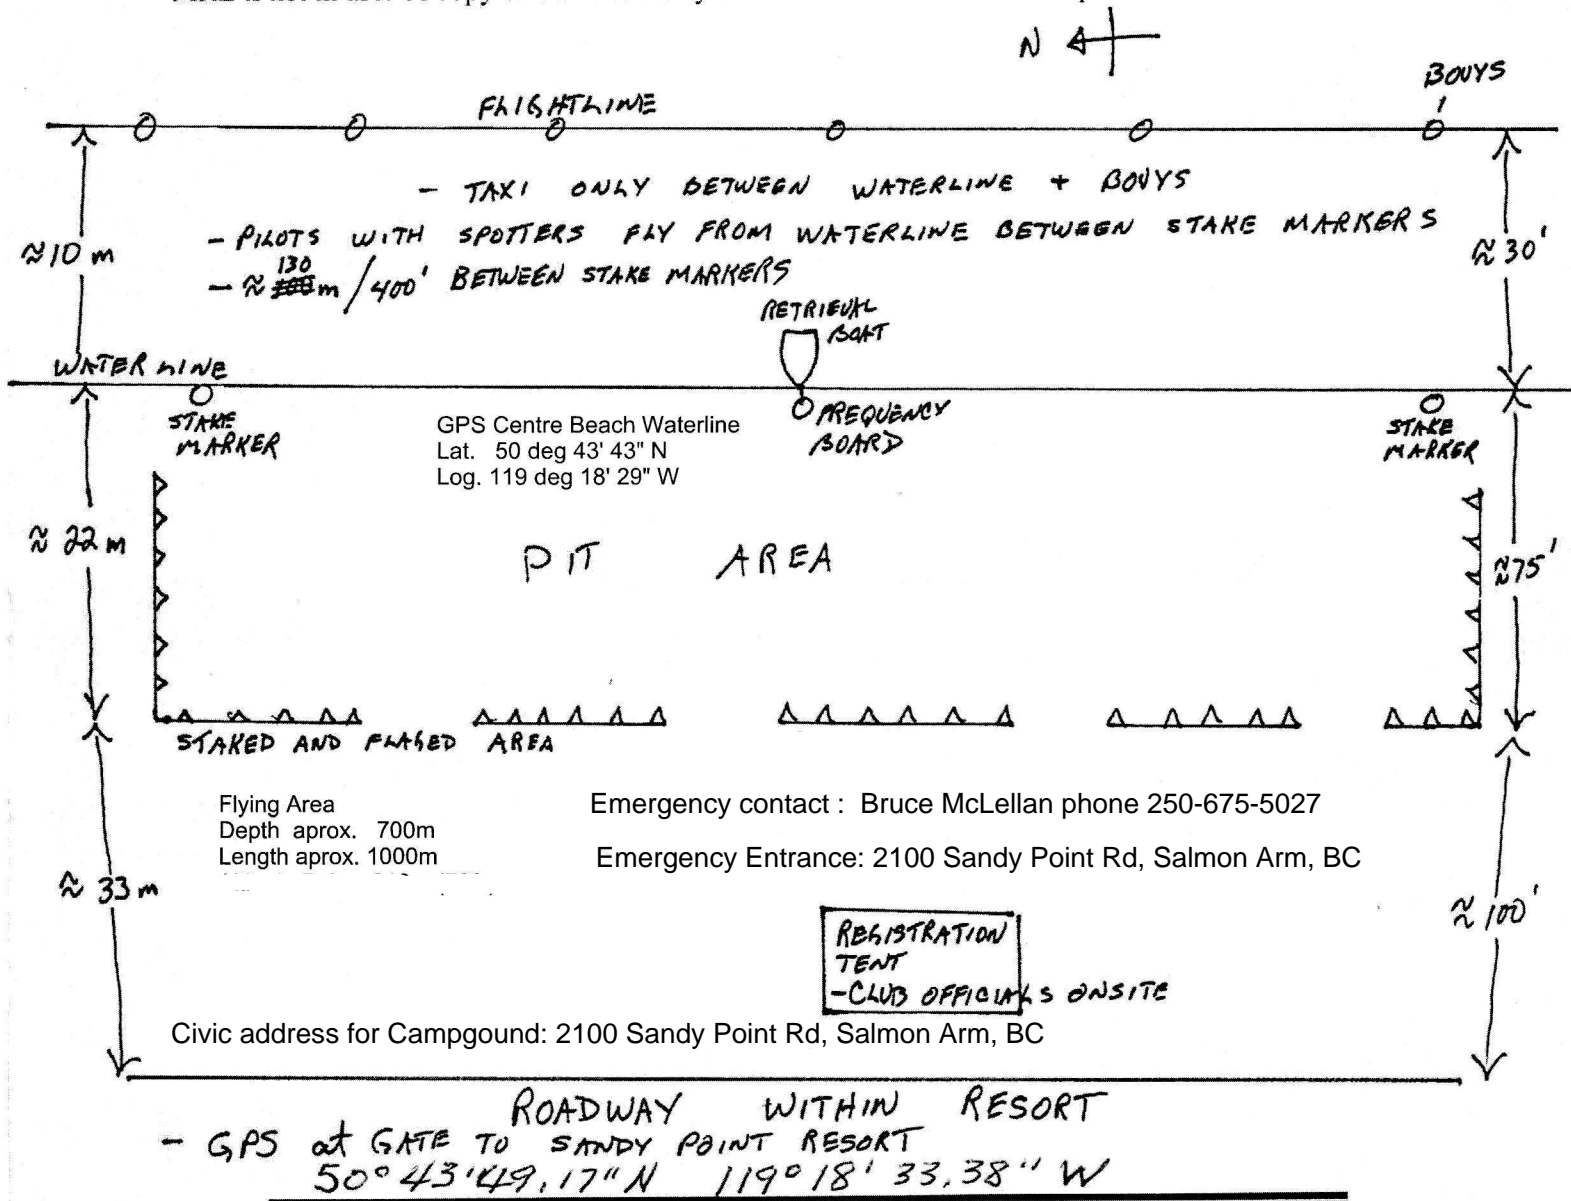 N
BOUYS
FLIGHTLINE
- TAXI ONLY BETWEEN WATERLINE + BOUYS
- PILOTS WITH SPOTTERS FLY FROM WATERLINE BETWEEN STAKE MARKERS
≈10 m
≈30'
- ≈ 130 m / 400' BETWEEN STAKE MARKERS
RETRIEVAL
BOAT
WATER LINE
STAKE
MARKER
GPS Centre Beach Waterline
Lat. 50 deg 43' 43" N
Log. 119 deg 18' 29" W
FREQUENCY
BOARD
STAKE
MARKER
≈ 22 m
PIT AREA
≈75'
STAKED AND FLAGED AREA
Flying Area
Depth aprox. 700m
Length aprox. 1000m
Emergency contact : Bruce McLellan phone 250-675-5027
Emergency Entrance: 2100 Sandy Point Rd, Salmon Arm, BC
≈ 33 m
≈ 100'
REGISTRATION
TENT
-CLUB OFFICIALS ONSITE
Civic address for Campgound: 2100 Sandy Point Rd, Salmon Arm, BC
ROADWAY WITHIN RESORT
- GPS at GATE TO SANDY POINT RESORT
50° 43' 49.17" N 119° 18' 33.38" W